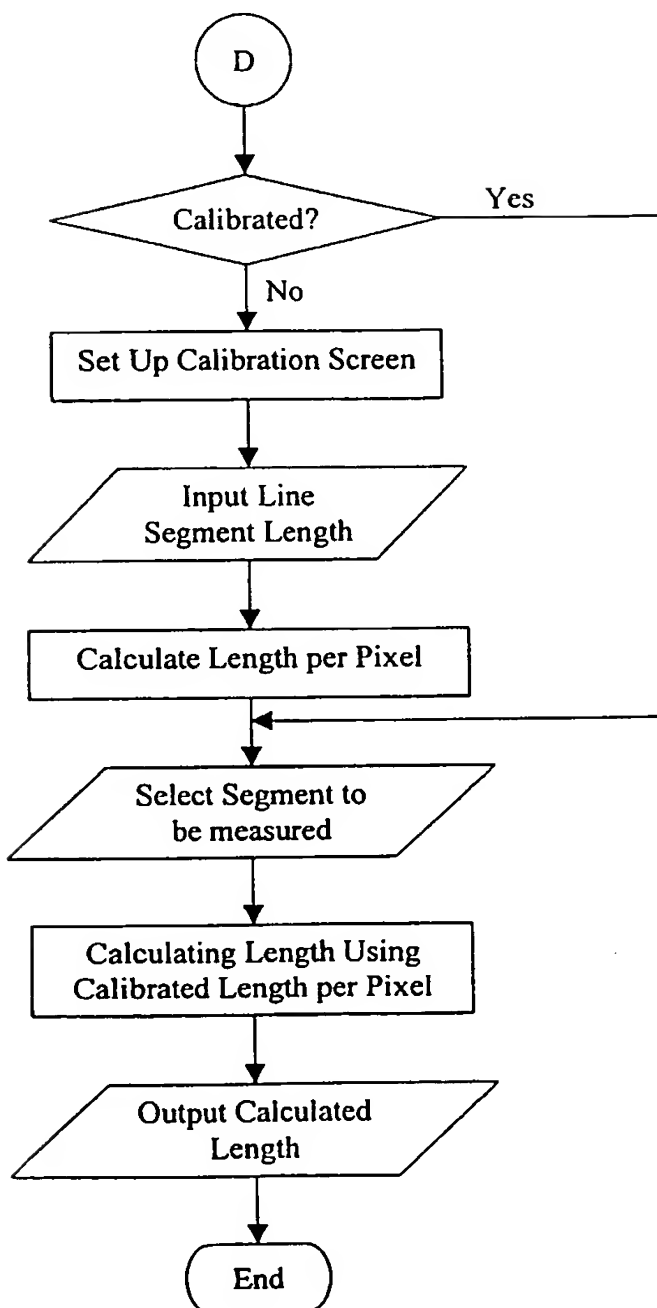 D
Calibrated?
Yes
No
Set Up Calibration Screen
Input Line
Segment Length
Calculate Length per Pixel
Select Segment to
be measured
Calculating Length Using
Calibrated Length per Pixel
Output Calculated
Length
End